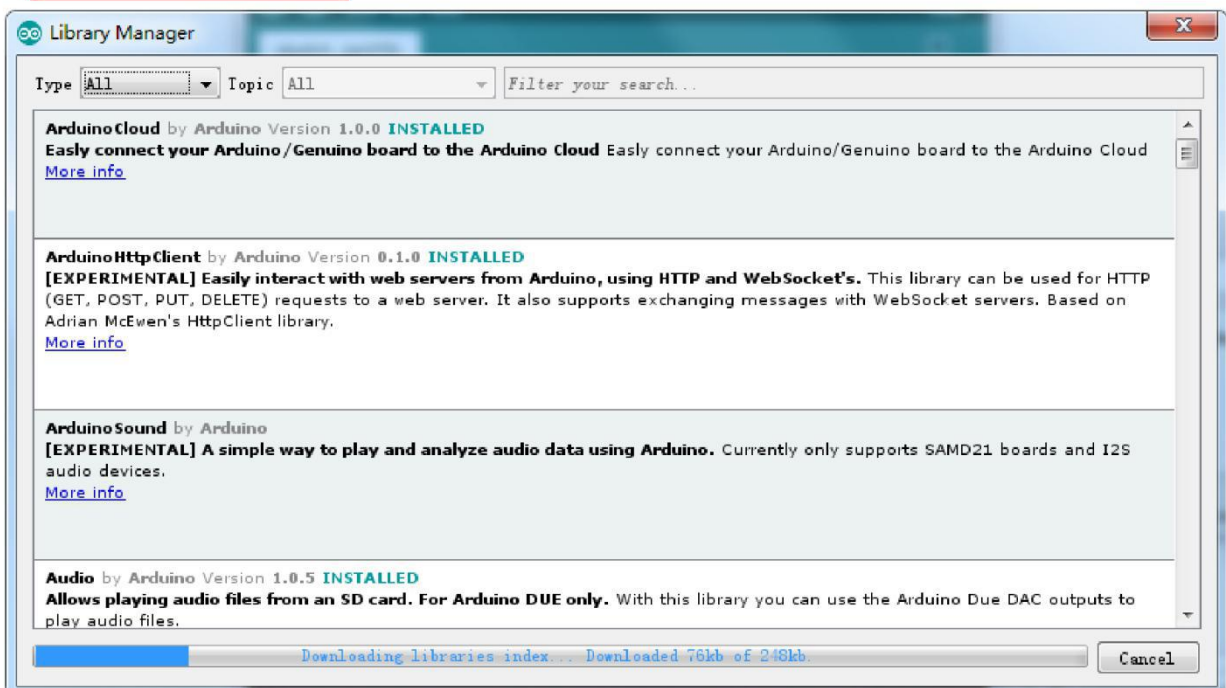 Library Manager
Type All Topic All Filter your search...
ArduinoCloud by Arduino Version 1.0.0 INSTALLED
Easly connect your Arduino/Genuino board to the Arduino Cloud Easly connect your Arduino/Genuino board to the Arduino Cloud
More info
ArduinoHttpClient by Arduino Version 0.1.0 INSTALLED
[EXPERIMENTAL] Easily interact with web servers from Arduino, using HTTP and WebSocket's. This library can be used for HTTP
(GET, POST, PUT, DELETE) requests to a web server. It also supports exchanging messages with WebSocket servers. Based on
Adrian McEwen's HttpClient library.
More info
ArduinoSound by Arduino
[EXPERIMENTAL] A simple way to play and analyze audio data using Arduino. Currently only supports SAMD21 boards and I2S
audio devices.
More info
Audio by Arduino Version 1.0.5 INSTALLED
Allows playing audio files from an SD card. For Arduino DUE only. With this library you can use the Arduino Due DAC outputs to
play audio files.
Downloading libraries index... Downloaded 76kb of 248kb.
Cancel